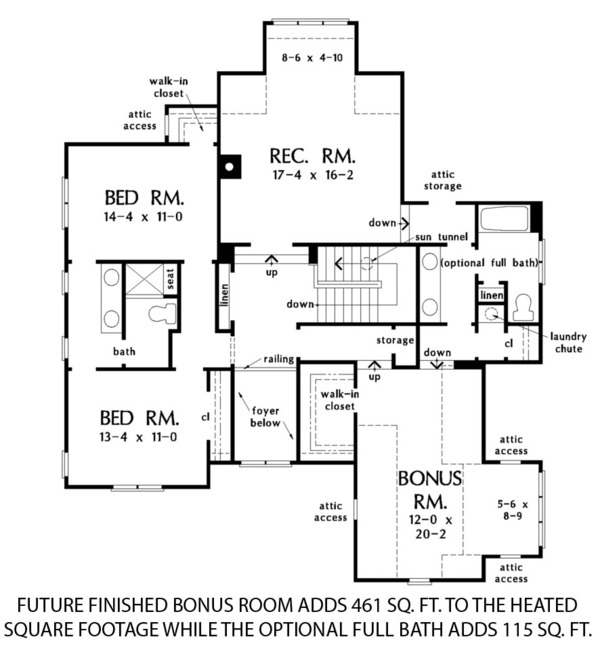 8-6 x 4-10
walk-in
closet
attic
access
REC. RM.
17-4 x 16-2
attic
storage
BED RM.
14-4 x 11-0
down
sun tunnel
up
(optional full bath)
seat
linen
linen
down
bath
storage
down
cl
laundry
chute
railing
up
walk-in
closet
BED RM.
13-4 x 11-0
cl
foyer
below
attic
access
BONUS
RM.
12-0 x
20-2
5-6 x
8-9
attic
access
attic
access
FUTURE FINISHED BONUS ROOM ADDS 461 SQ. FT. TO THE HEATED
SQUARE FOOTAGE WHILE THE OPTIONAL FULL BATH ADDS 115 SQ. FT.